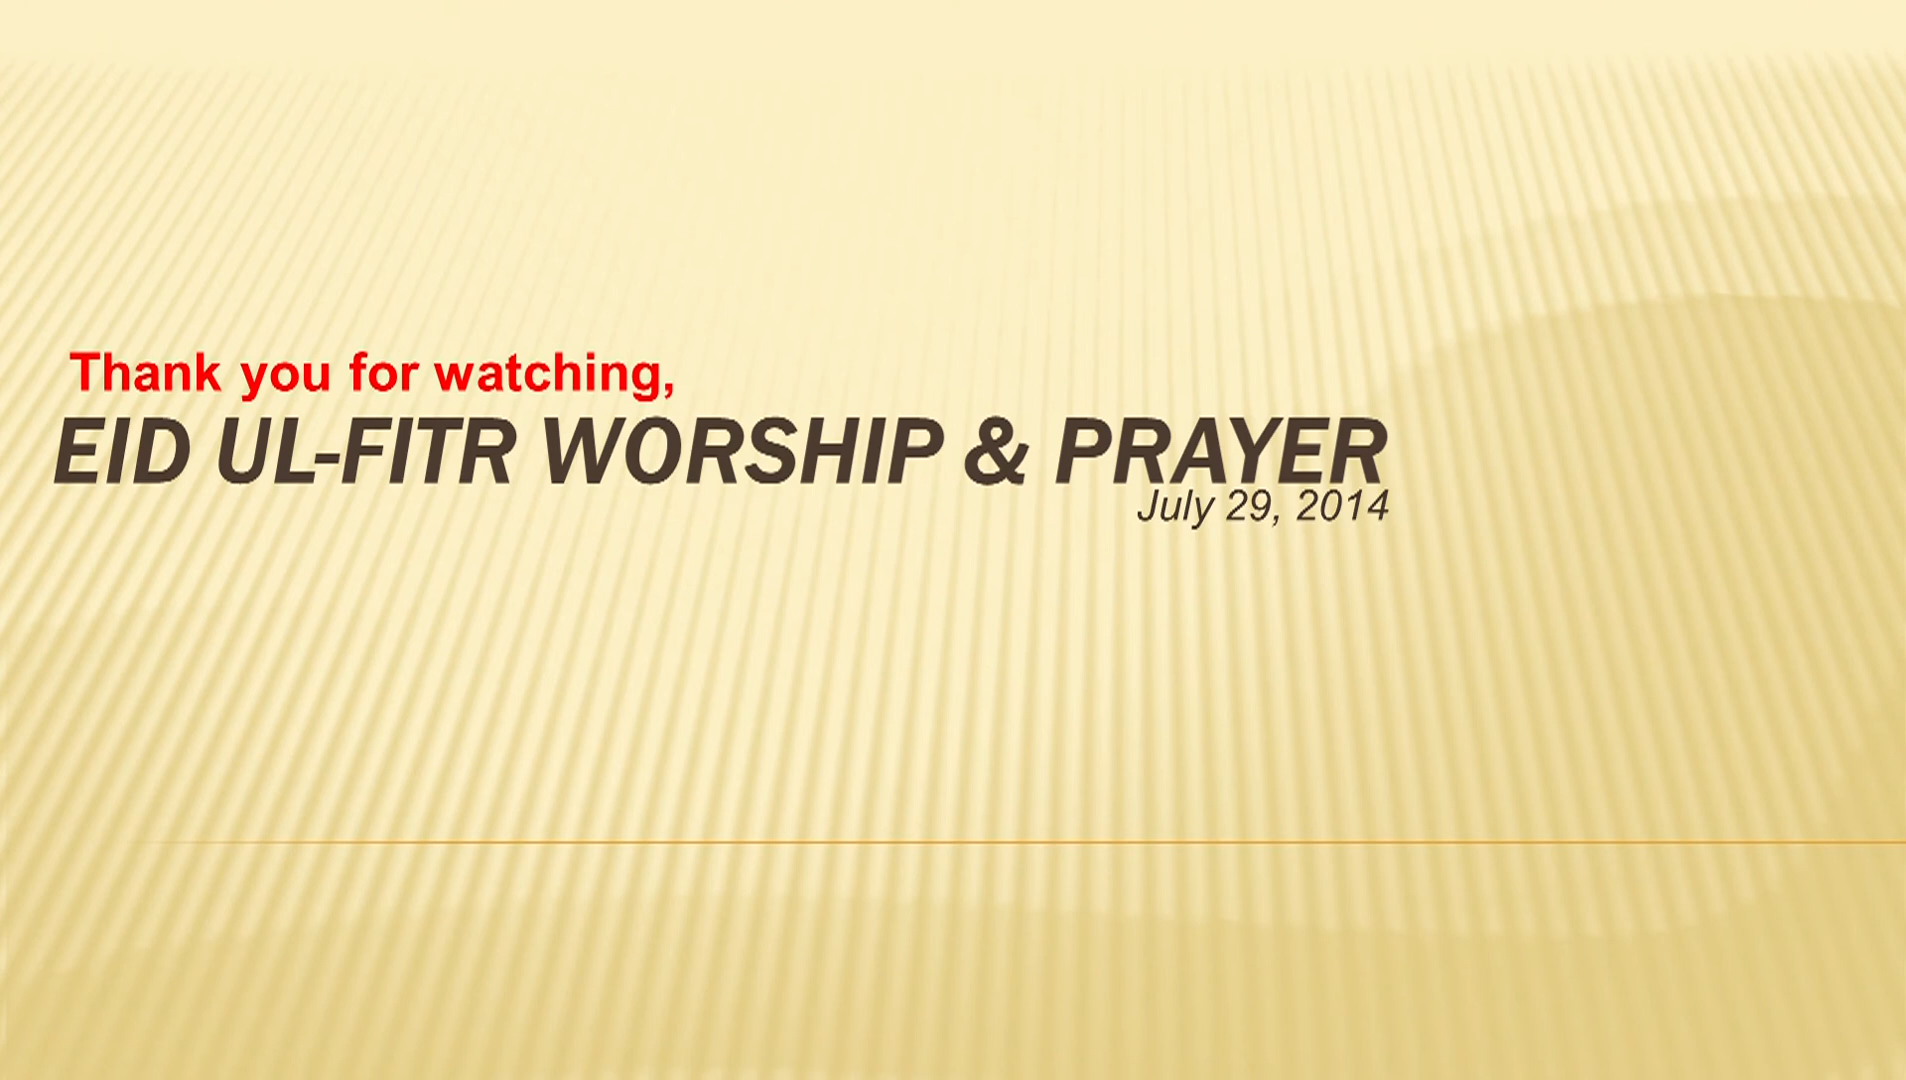 Thank you for watching,
EID UL-FITR WORSHIP & PRAYER
July 29, 2014